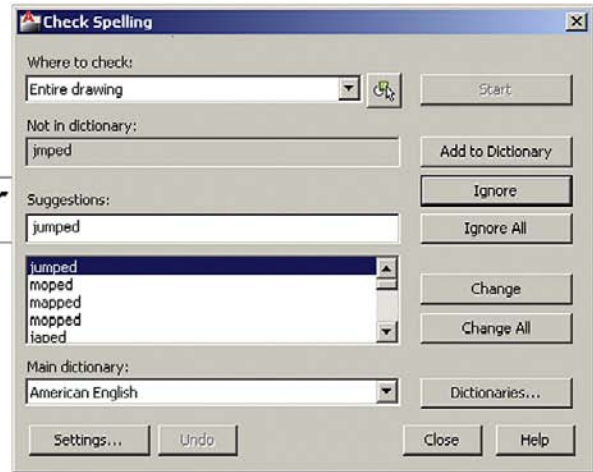 Check Spelling
Where to check:
Entire drawing
Start
Not in dictionary:
jmped
Add to Dictionary
Ignore
Suggestions:
jumped
Ignore All
jumped
moped
mapped
mopped
japed
Change
Change All
Main dictionary:
American English
Dictionaries...
Settings...
Undo
Close
Help